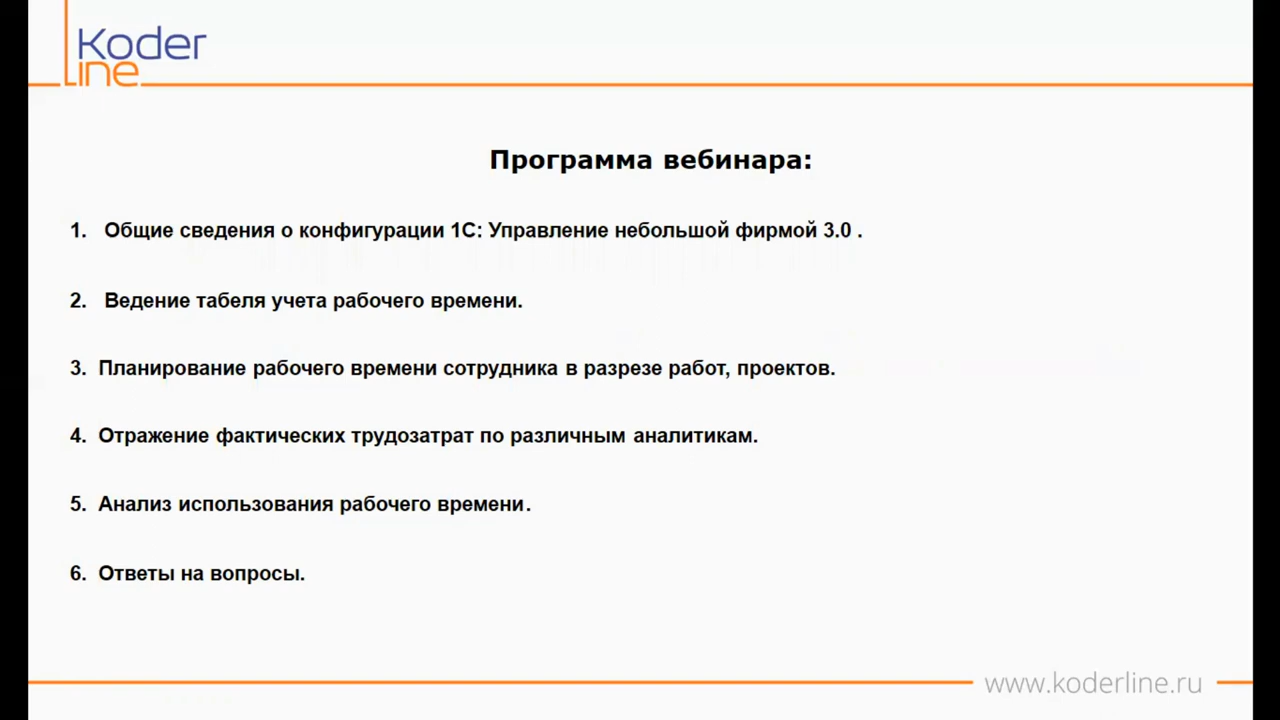 Koder
Line
Программа вебинара:
1. Общие сведения о конфигурации 1С: Управление небольшой фирмой 3.0 .
2. Ведение табеля учета рабочего времени.
3. Планирование рабочего времени сотрудника в разрезе работ, проектов.
4. Отражение фактических трудозатрат по различным аналитикам.
5. Анализ использования рабочего времени.
6. Ответы на вопросы.
www.koderline.ru